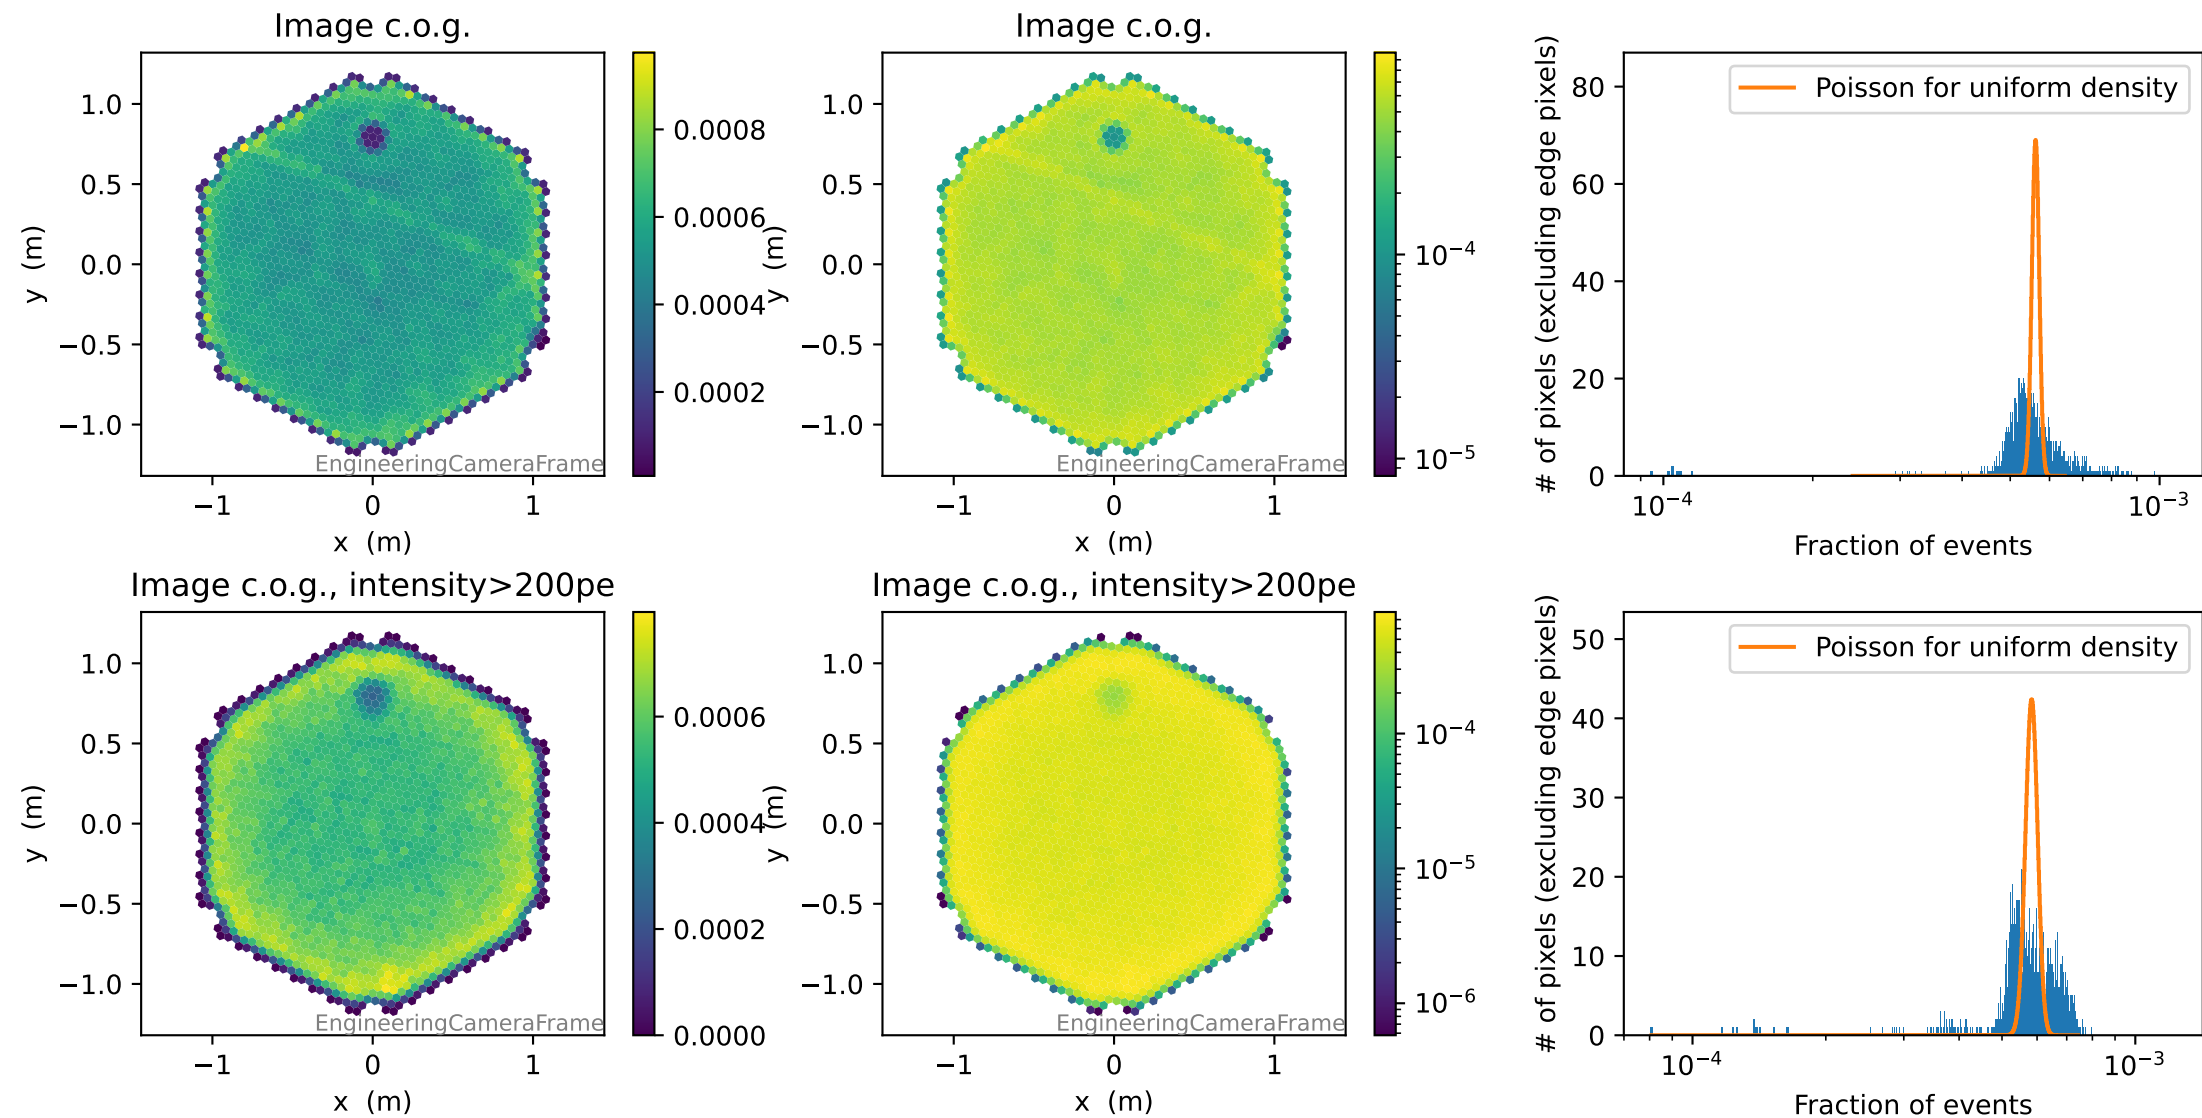 Image c.o.g.
1.0
0.5
0.0
−0.5
−1.0
y (m)
−1 0 1
x (m)
EngineeringCameraFrame
0.0008
0.0006
0.0004
0.0002
Image c.o.g.
1.0
0.5
0.0
−0.5
−1.0
y (m)
−1 0 1
x (m)
EngineeringCameraFrame
10⁻⁴
10⁻⁵
# of pixels (excluding edge pixels)
80
60
40
20
0
Poisson for uniform density
10⁻⁴ 10⁻³
Fraction of events
Image c.o.g., intensity>200pe
1.0
0.5
0.0
−0.5
−1.0
y (m)
−1 0 1
x (m)
EngineeringCameraFrame
0.0006
0.0004
0.0002
0.0000
Image c.o.g., intensity>200pe
1.0
0.5
0.0
−0.5
−1.0
y (m)
−1 0 1
x (m)
EngineeringCameraFrame
10⁻⁴
10⁻⁵
10⁻⁶
# of pixels (excluding edge pixels)
50
40
30
20
10
0
Poisson for uniform density
10⁻⁴ 10⁻³
Fraction of events